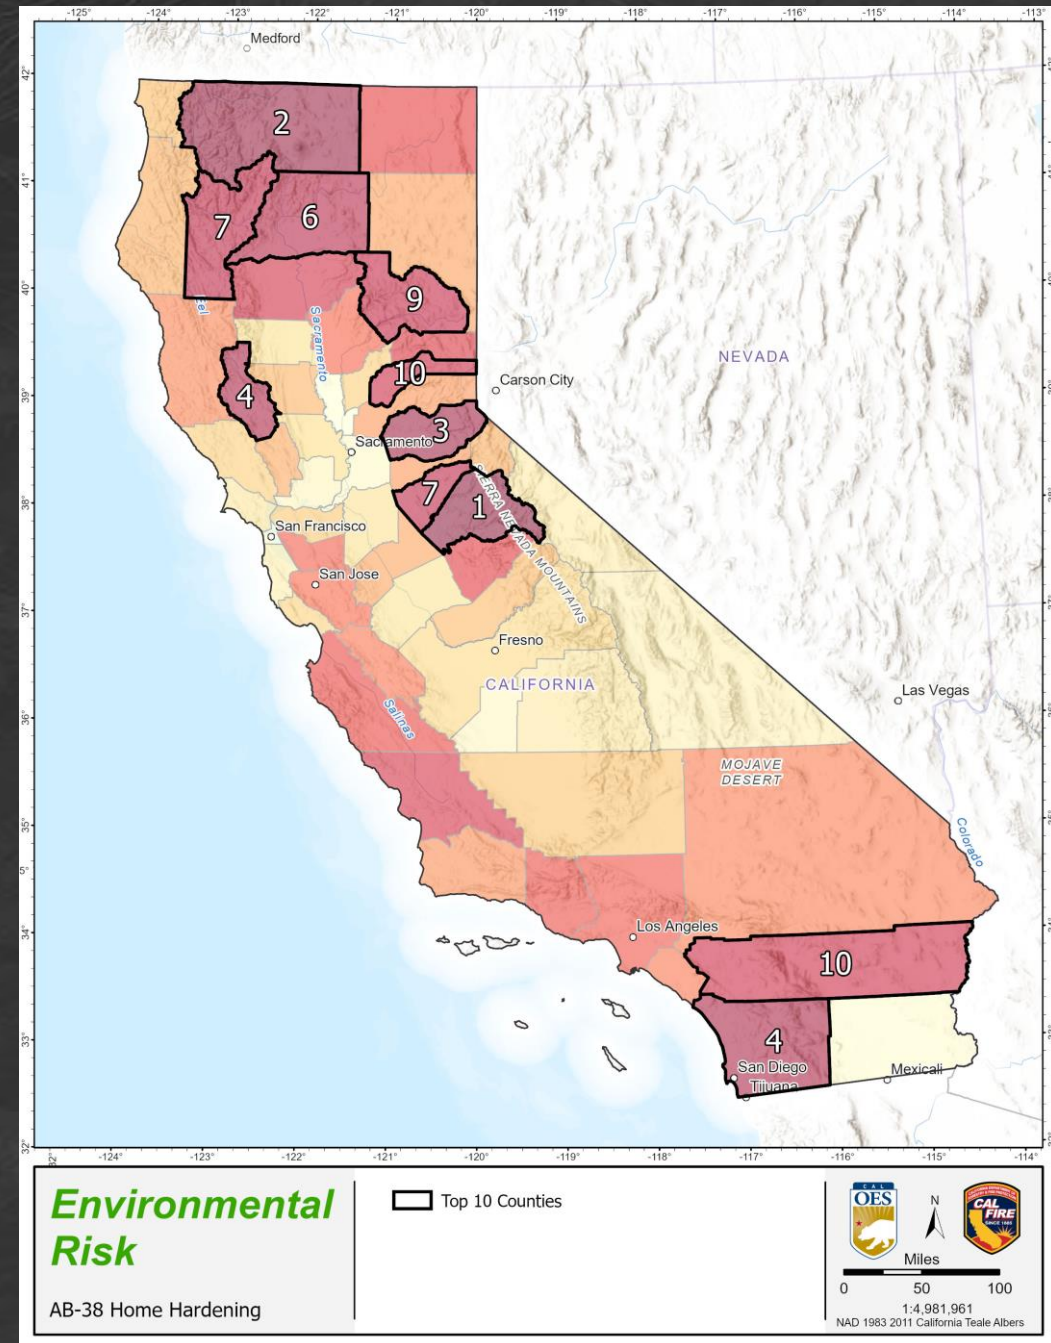 -125°
-124°
-123°
-122°
-121°
-120°
-119°
-118°
-117°
-116°
-115°
-114°
-113°
Medford
42°
2
41°
7
6
40°
9
Eel
Sacramento
NEVADA
10
Carson City
39°
4
3
Sacramento
38°
7
1
SIERRA NEVADA MOUNTAINS
San Francisco
San Jose
37°
Fresno
CALIFORNIA
Las Vegas
36°
Salinas
MOJAVE
DESERT
35°
Colorado
5°
34°
Los Angeles
10
33°
4
San Diego
Mexicali
Tijuana
32°
-124°
-123°
-122°
-121°
-120°
-119°
-118°
-117°
-116°
-115°
-114°
Environmental
Risk
AB-38 Home Hardening
Top 10 Counties
CAL
OES
N
CAL
FIRE
SINCE 1885
Miles
0 50 100
1:4,981,961
NAD 1983 2011 California Teale Albers